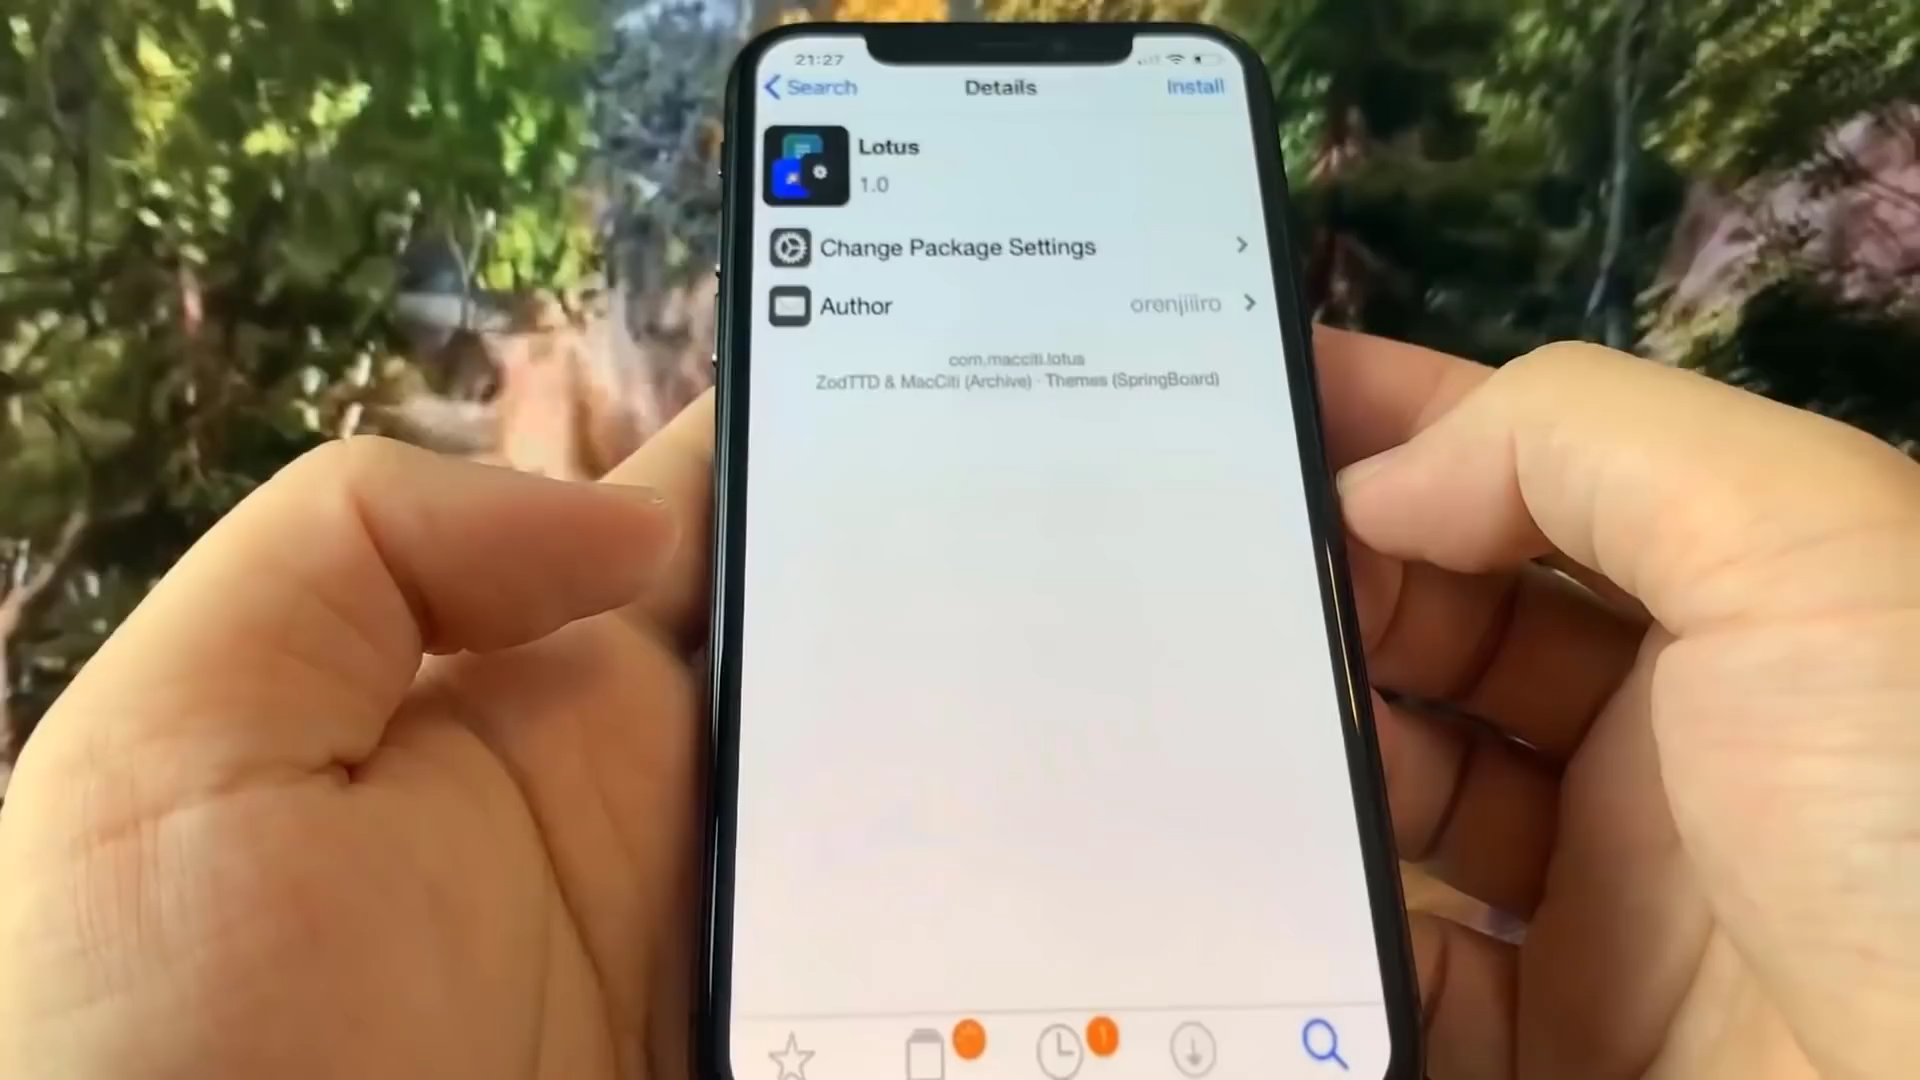 21:27
Search
Details
Install
Lotus
1.0
Change Package Settings
Author
orenjiiiro
com.macciti.lotus
ZodTTD & MacCiti (Archive) · Themes (SpringBoard)
1